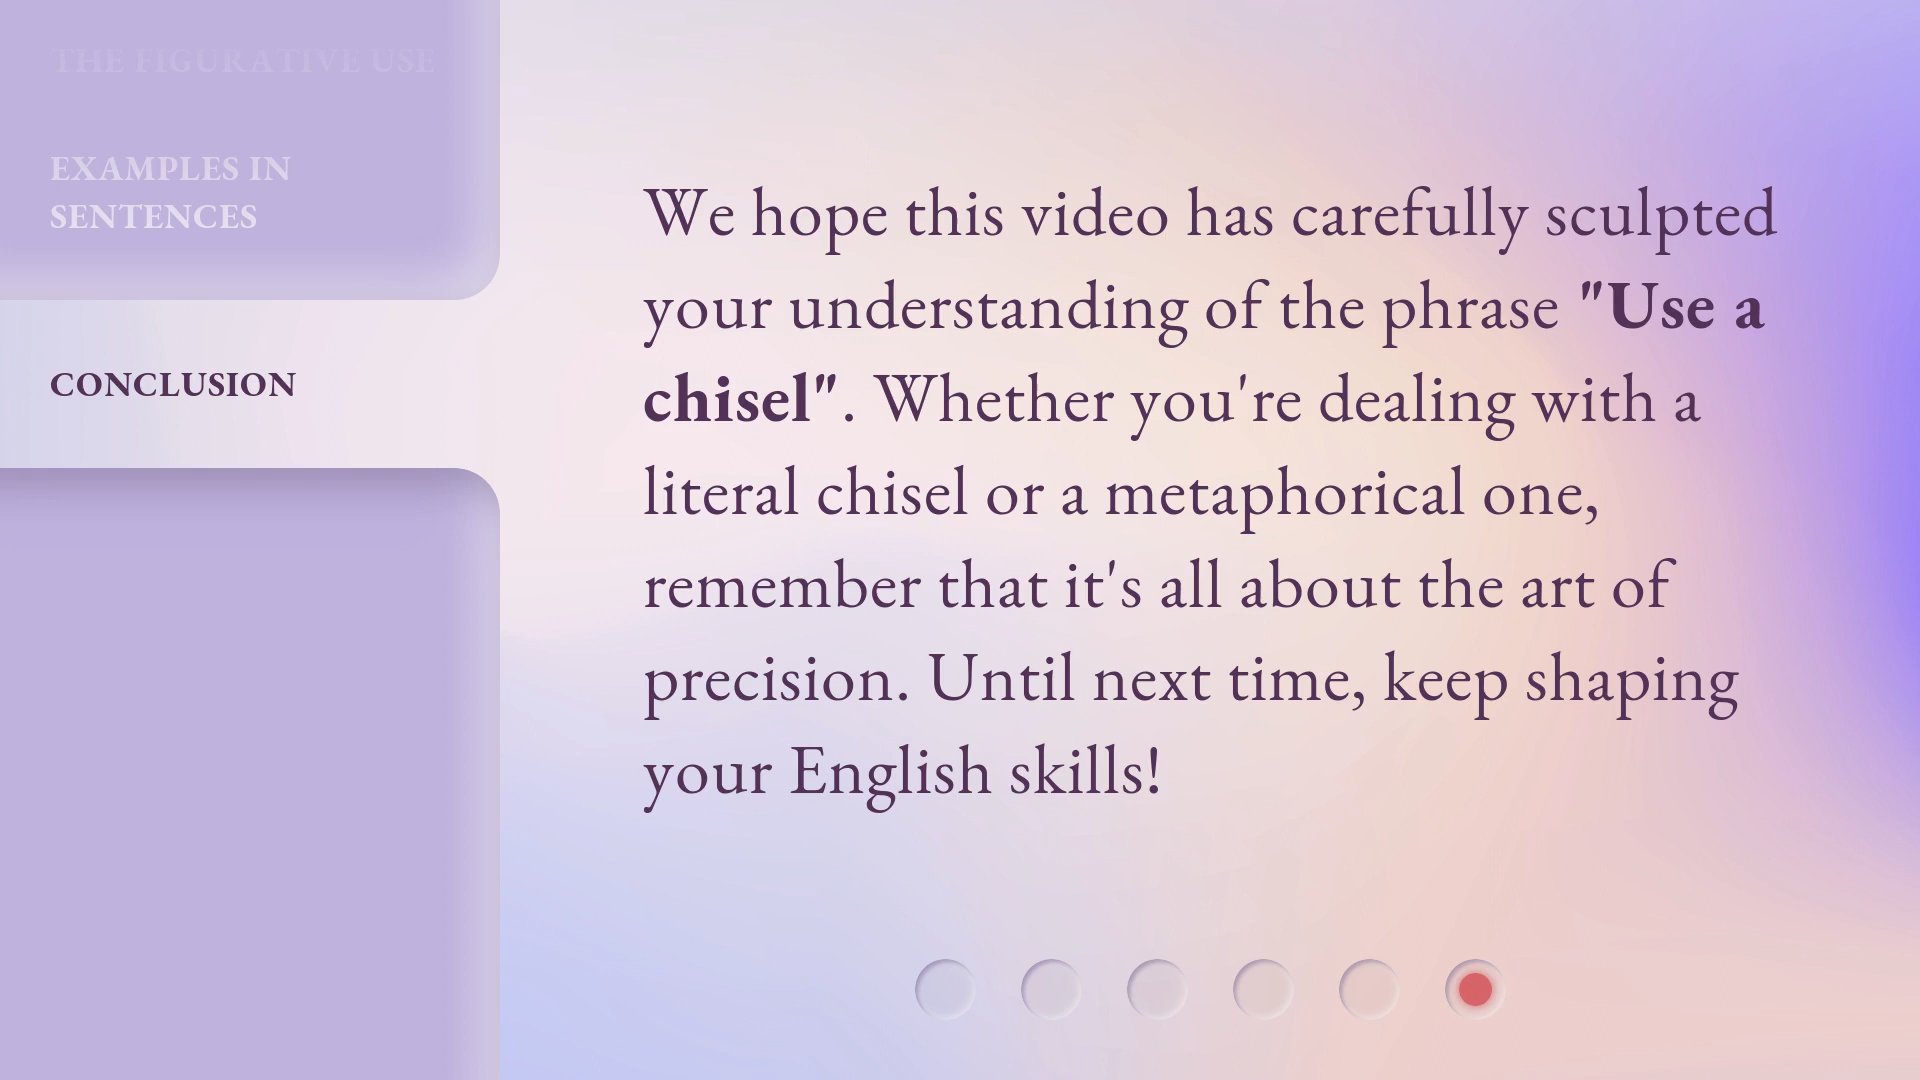 THE FIGURATIVE USE
EXAMPLES IN
SENTENCES
CONCLUSION
We hope this video has carefully sculpted
your understanding of the phrase "Use a
chisel". Whether you're dealing with a
literal chisel or a metaphorical one,
remember that it's all about the art of
precision. Until next time, keep shaping
your English skills!